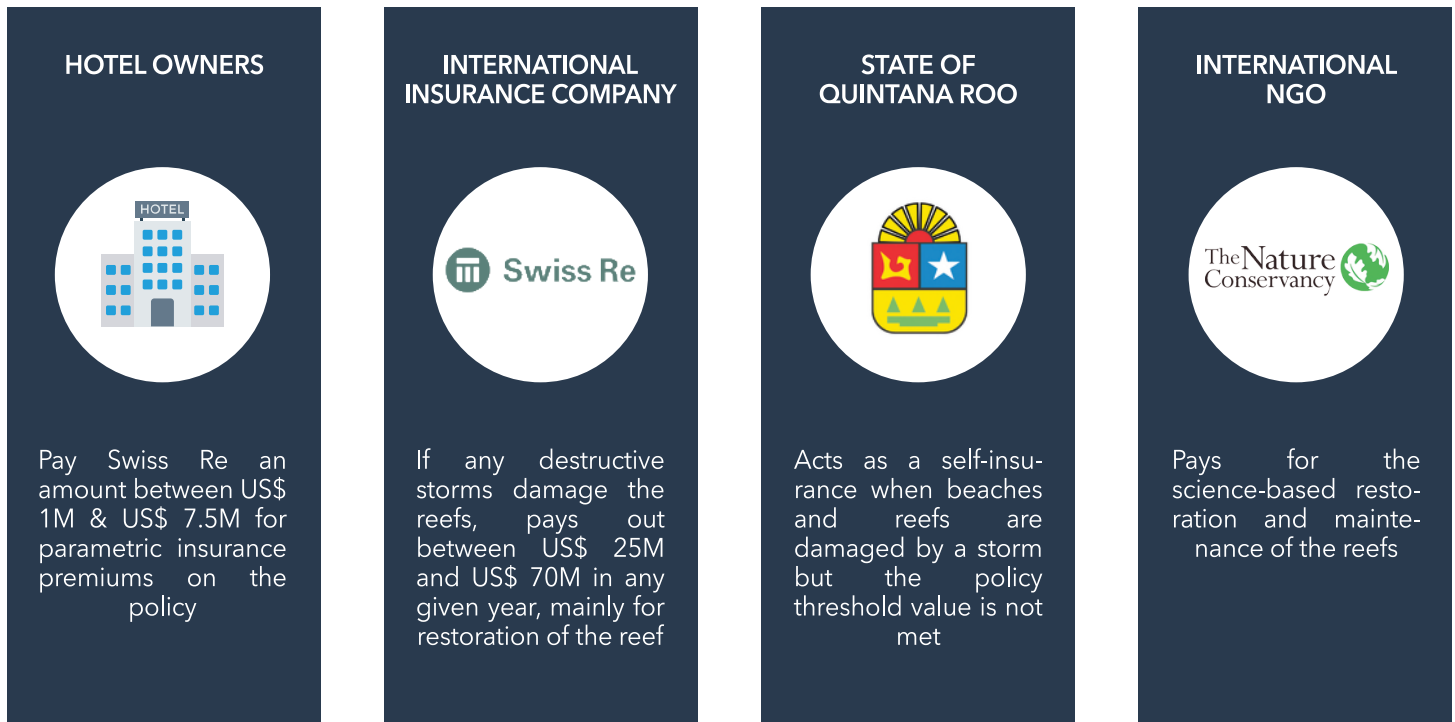 HOTEL OWNERS
HOTEL
Pay Swiss Re an
amount between US$
1M & US$ 7.5M for
parametric insurance
premiums on the
policy
INTERNATIONAL
INSURANCE COMPANY
Swiss Re
If any destructive
storms damage the
reefs, pays out
between US$ 25M
and US$ 70M in any
given year, mainly for
restoration of the reef
STATE OF
QUINTANA ROO
Acts as a self-insu-
rance when beaches
and reefs are
damaged by a storm
but the policy
threshold value is not
met
INTERNATIONAL
NGO
The Nature
Conservancy
Pays for the
science-based resto-
ration and mainte-
nance of the reefs